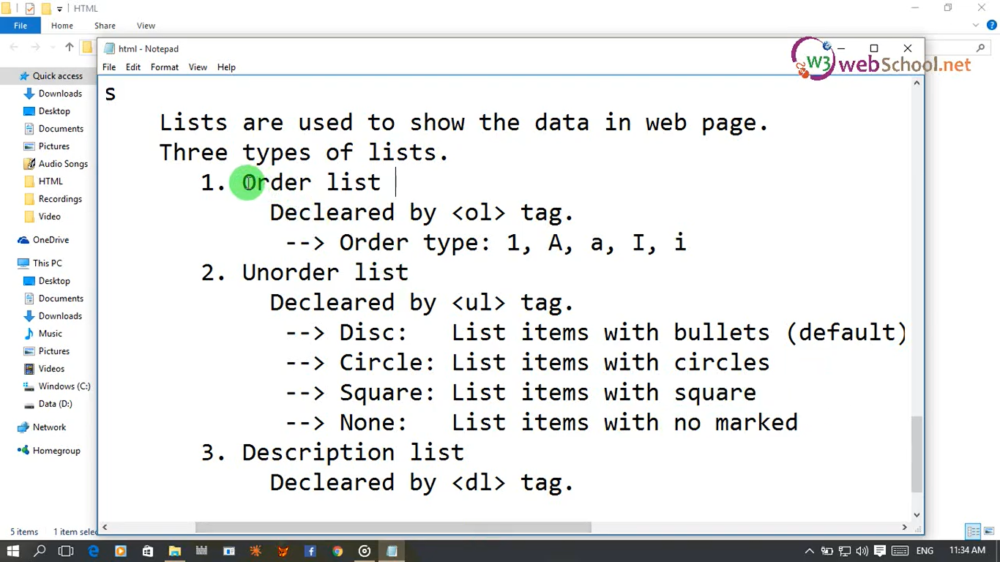 HTML
File Home Share View
html - Notepad
W3 webSchool.net
File Edit Format View Help
s
Lists are used to show the data in web page.
Three types of lists.
1. Order list
Decleared by <ol> tag.
--> Order type: 1, A, a, I, i
2. Unorder list
Decleared by <ul> tag.
--> Disc: List items with bullets (default)
--> Circle: List items with circles
--> Square: List items with square
--> None: List items with no marked
3. Description list
Decleared by <dl> tag.
Quick access
Downloads
Desktop
Documents
Pictures
Audio Songs
HTML
Recordings
Video
OneDrive
This PC
Desktop
Documents
Downloads
Music
Pictures
Videos
Windows (C:)
Data (D:)
Network
Homegroup
5 items 1 item selec
ENG 11:34 AM